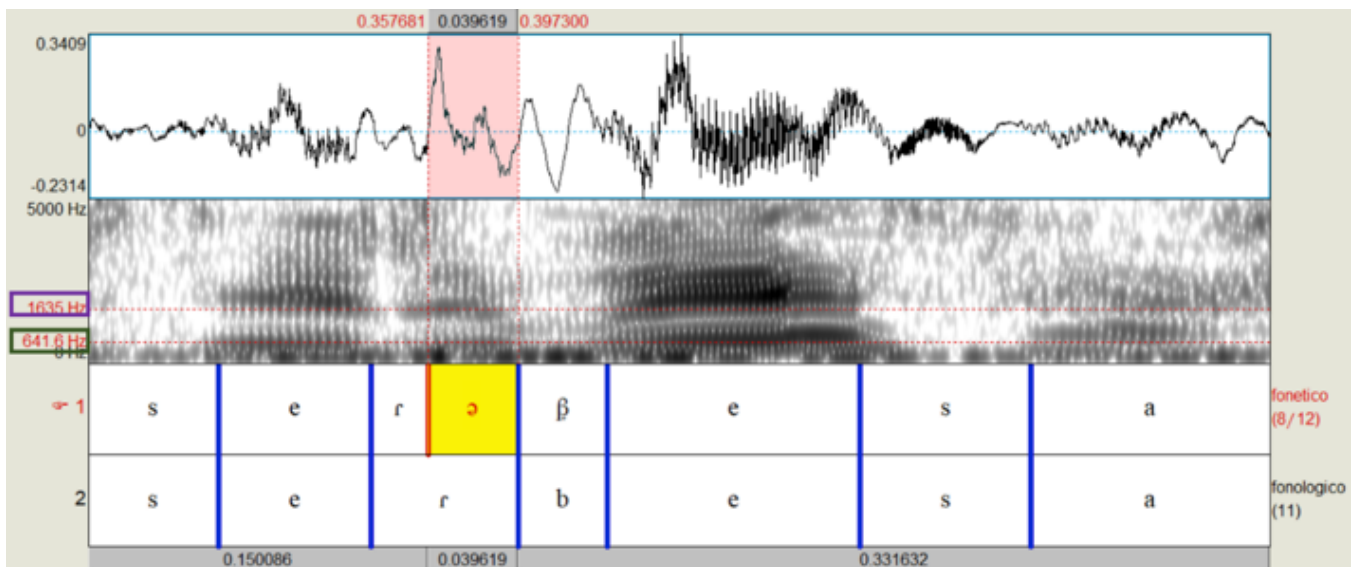 0.357681 0.039619 0.397300
0.3409
0
-0.2314
5000 Hz
1635 Hz
641.6 Hz
0 Hz
☞ 1 s e ɾ ɔ β̞ e s a fonetico (8/12)
2 s e ɾ b e s a fonologico (11)
0.150086 0.039619 0.331632